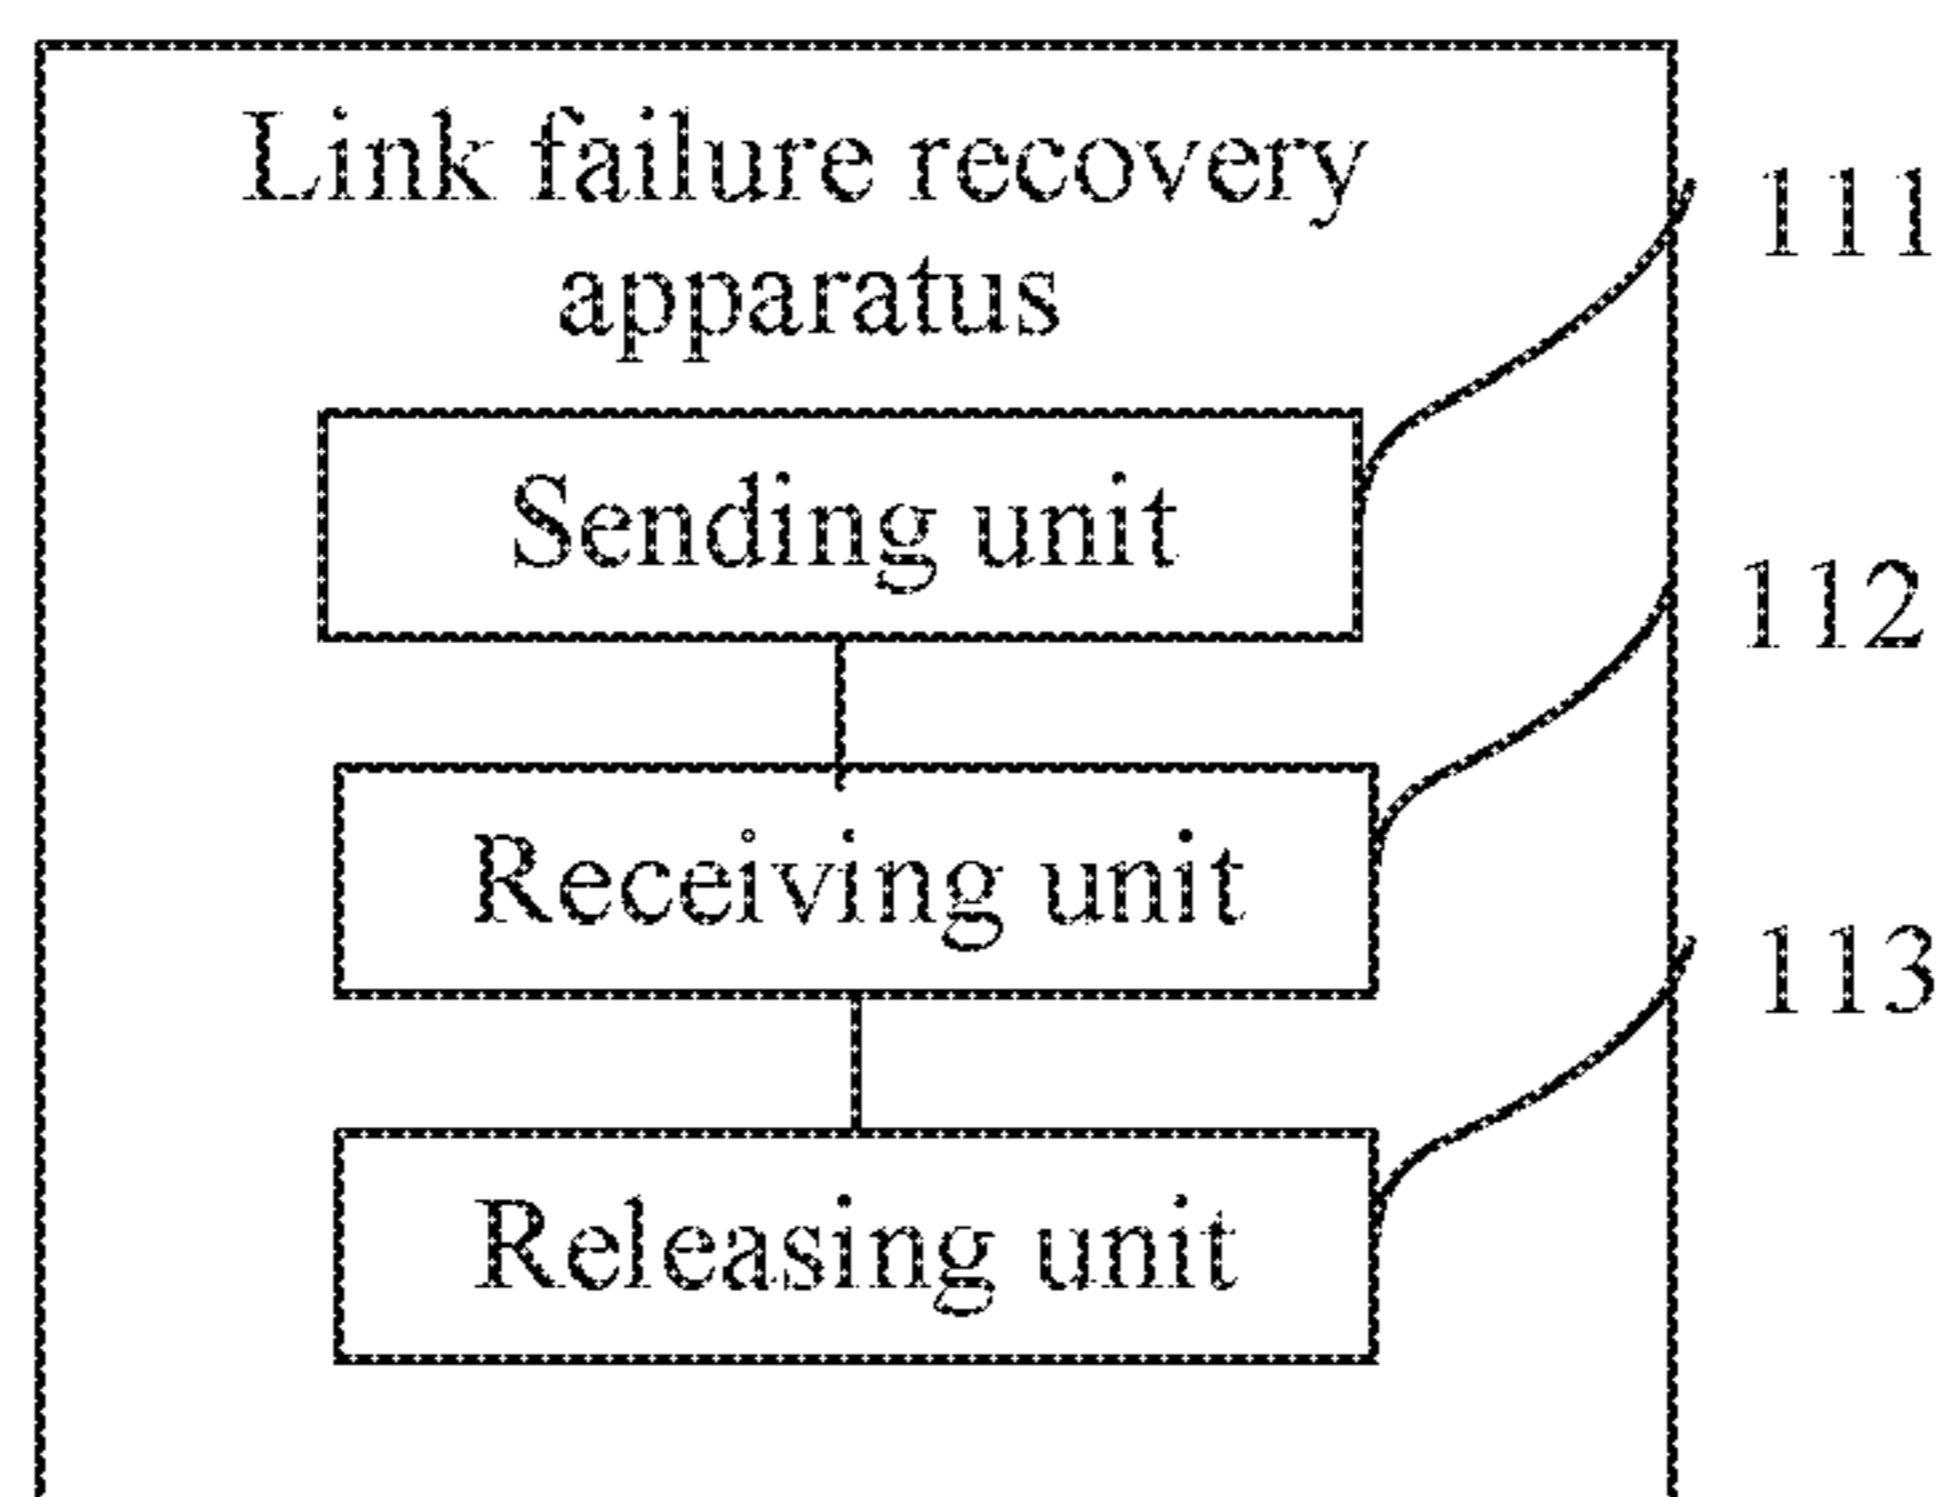 Link failure recovery
apparatus
111
Sending unit
112
Receiving unit
113
Releasing unit